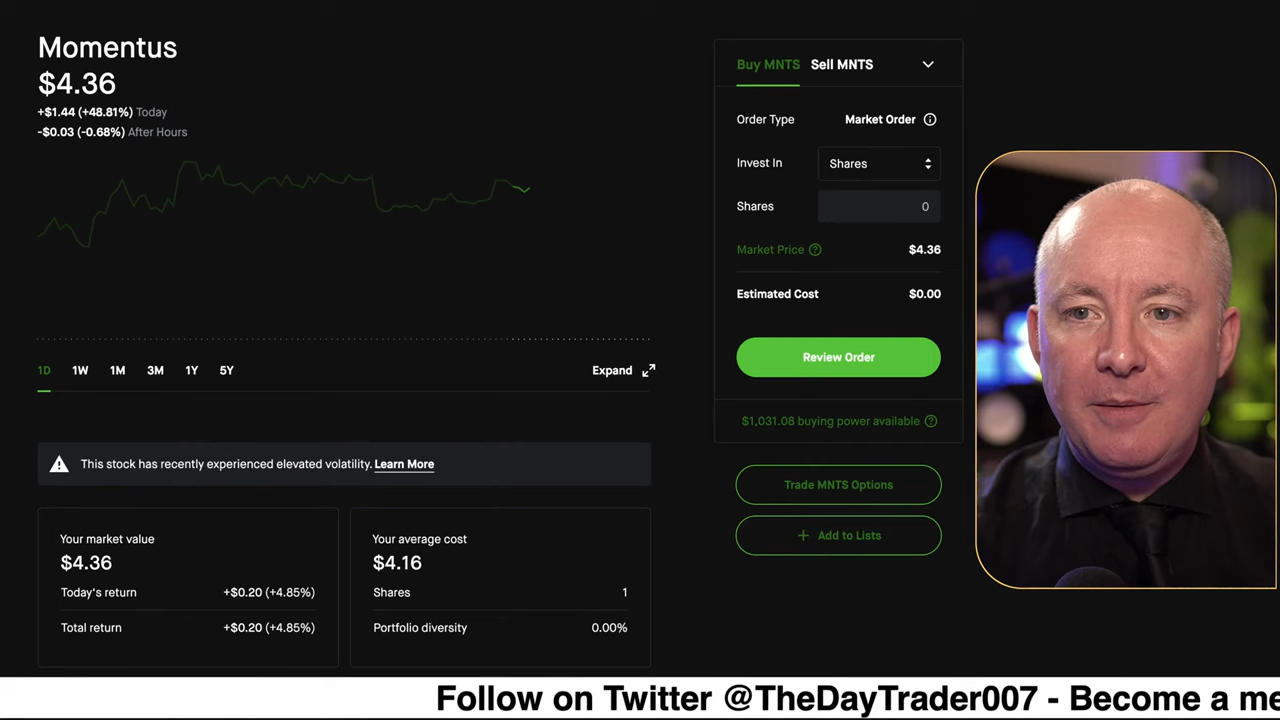 Momentus
$4.36
+$1.44 (+48.81%) Today
-$0.03 (-0.68%) After Hours
1D 1W 1M 3M 1Y 5Y Expand
This stock has recently experienced elevated volatility. Learn More
Your market value
$4.36
Today's return +$0.20 (+4.85%)
Total return +$0.20 (+4.85%)
Your average cost
$4.16
Shares 1
Portfolio diversity 0.00%
Buy MNTS Sell MNTS
Order Type Market Order
Invest In Shares
Shares 0
Market Price $4.36
Estimated Cost $0.00
Review Order
$1,031.08 buying power available
Trade MNTS Options
+ Add to Lists
Follow on Twitter @TheDayTrader007 - Become a me